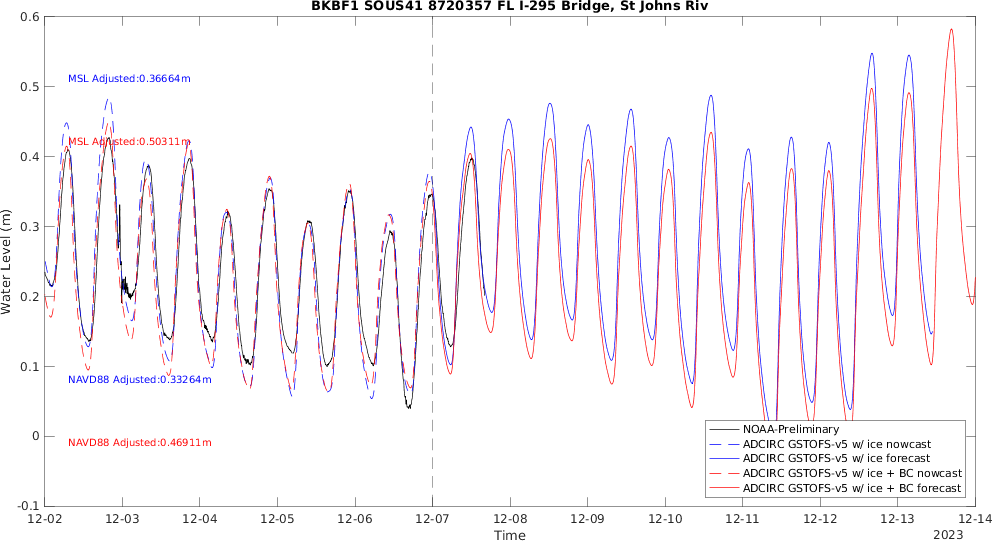 BKBF1 SOUS41 8720357 FL I-295 Bridge, St Johns Riv
0.6
0.5
0.4
0.3
0.2
0.1
0
-0.1
Water Level (m)
MSL Adjusted:0.36664m
MSL Adjusted:0.50311m
NAVD88 Adjusted:0.33264m
NAVD88 Adjusted:0.46911m
NOAA-Preliminary
ADCIRC GSTOFS-v5 w/ ice nowcast
ADCIRC GSTOFS-v5 w/ ice forecast
ADCIRC GSTOFS-v5 w/ ice + BC nowcast
ADCIRC GSTOFS-v5 w/ ice + BC forecast
12-02 12-03 12-04 12-05 12-06 12-07 12-08 12-09 12-10 12-11 12-12 12-13 12-14
Time
2023